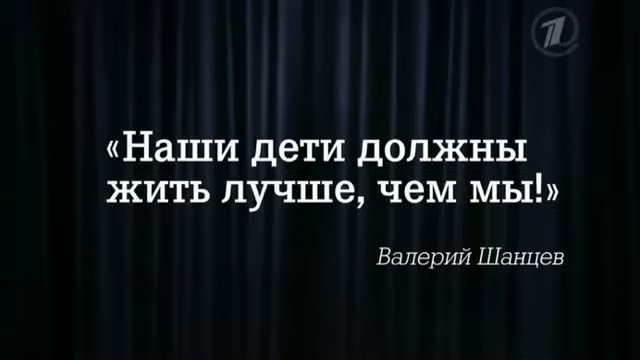 «Наши дети должны
жить лучше, чем мы!»
Валерий Шанцев